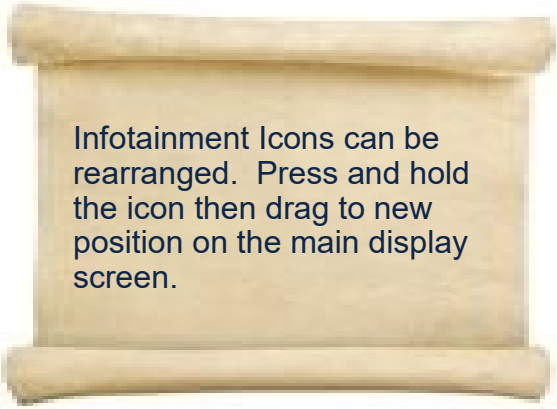 Infotainment Icons can be
rearranged.  Press and hold
the icon then drag to new
position on the main display
screen.